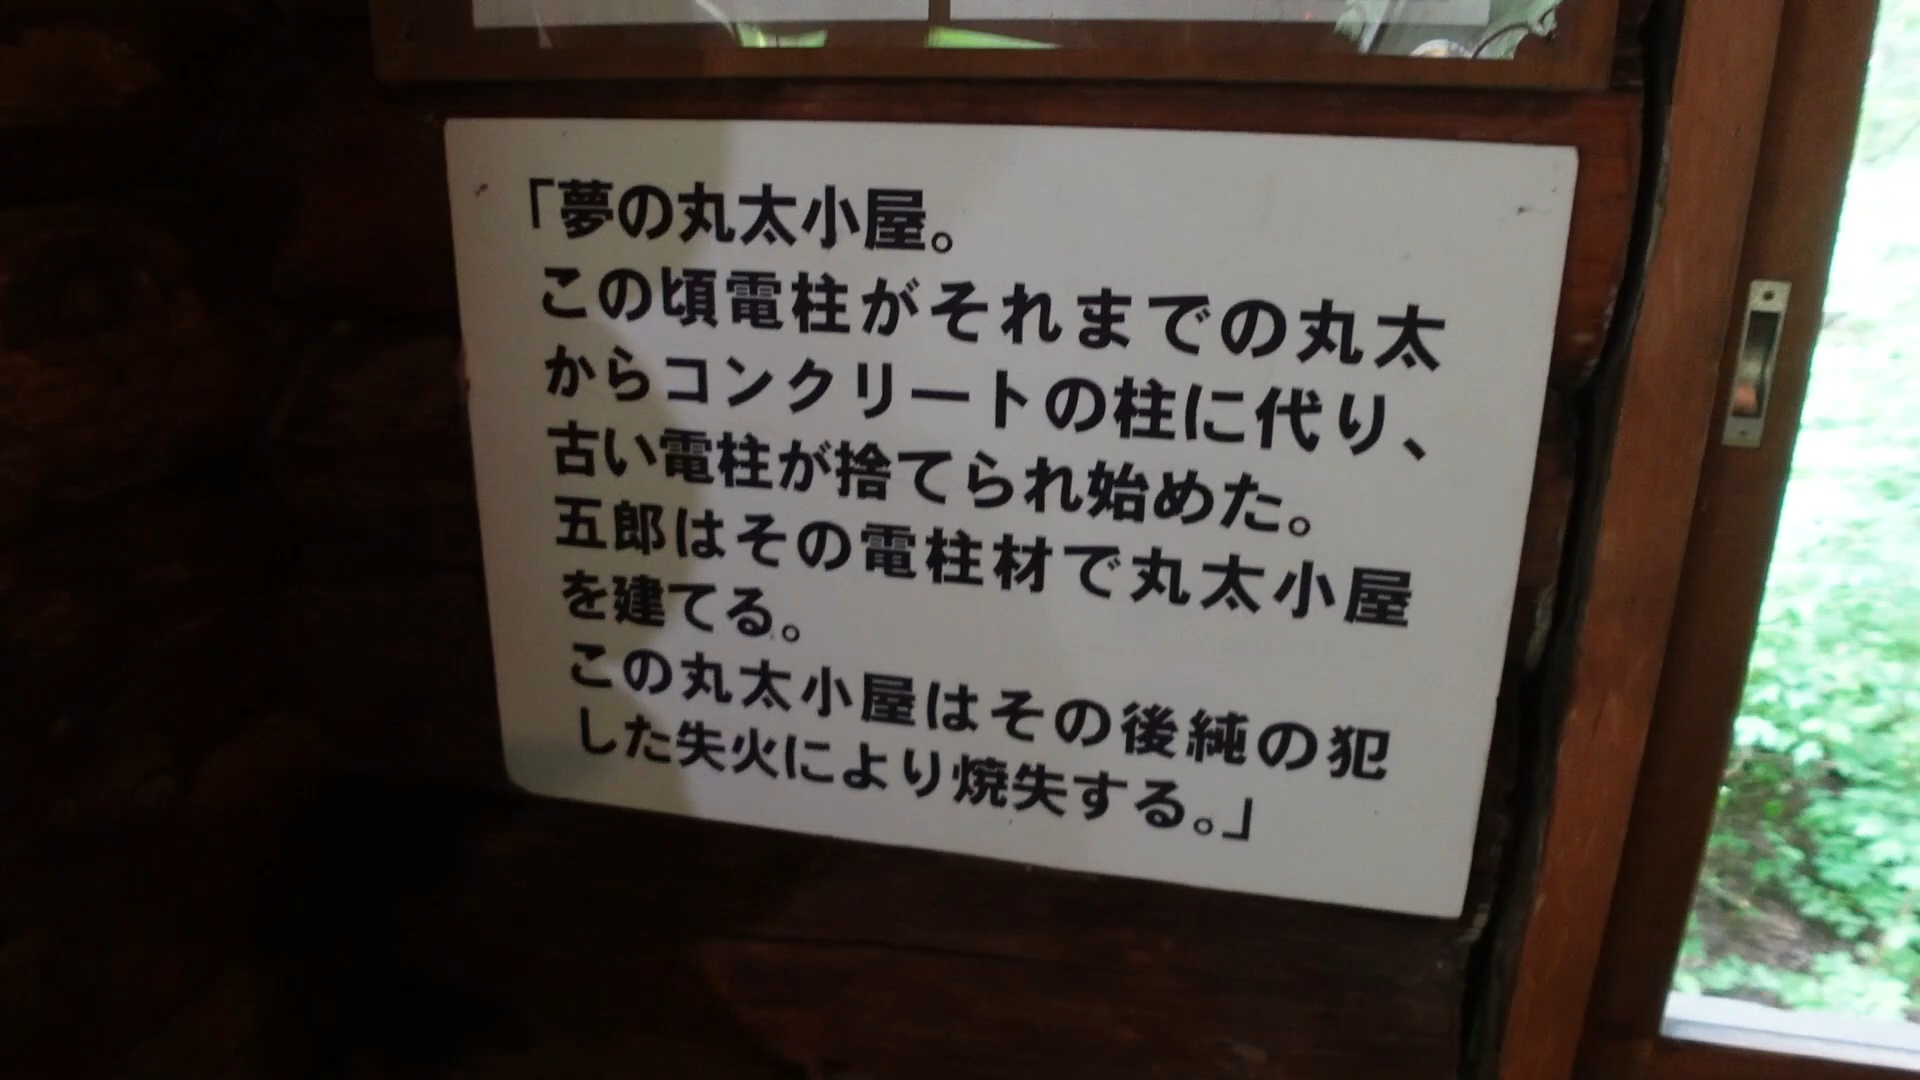 「夢の丸太小屋。
この頃電柱がそれまでの丸太
からコンクリートの柱に代り、
古い電柱が捨てられ始めた。
五郎はその電柱材で丸太小屋
を建てる。
この丸太小屋はその後純の犯
した失火により焼失する。」